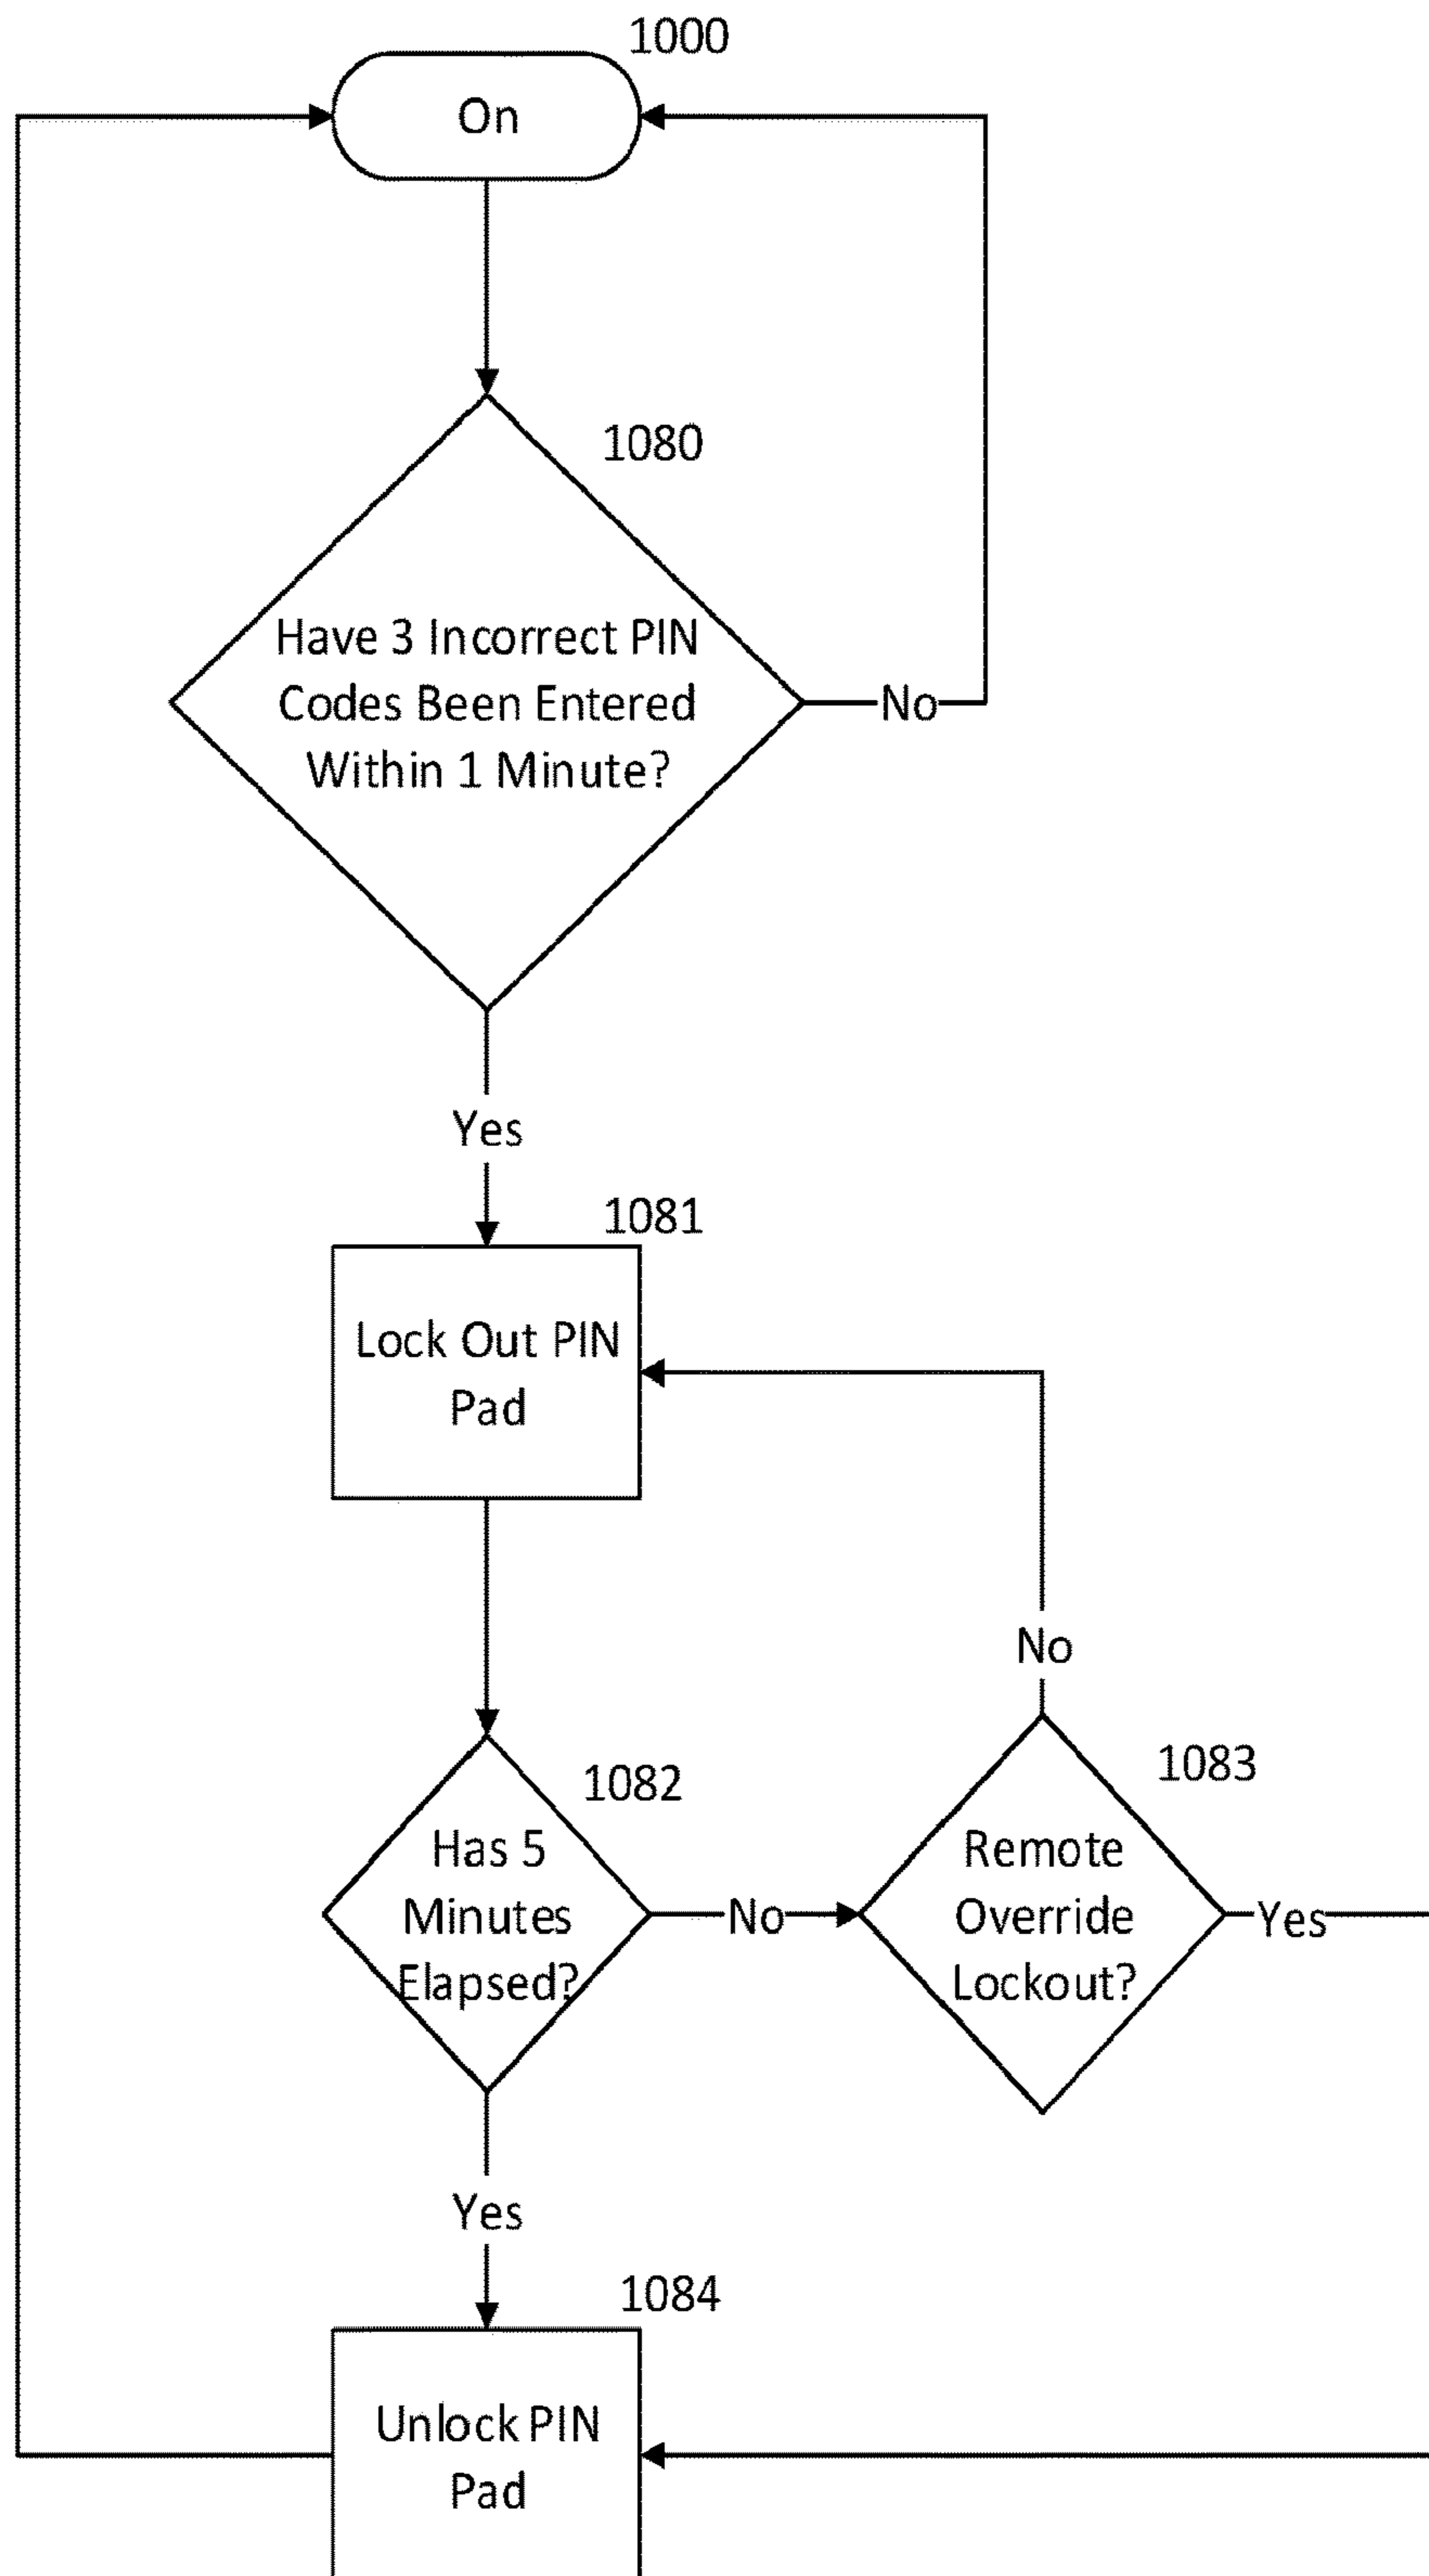 1000
On
1080
Have 3 Incorrect PIN
Codes Been Entered
Within 1 Minute?
No
Yes
1081
Lock Out PIN
Pad
No
1082
1083
Has 5
Minutes
Elapsed?
No
Remote
Override
Lockout?
Yes
Yes
1084
Unlock PIN
Pad